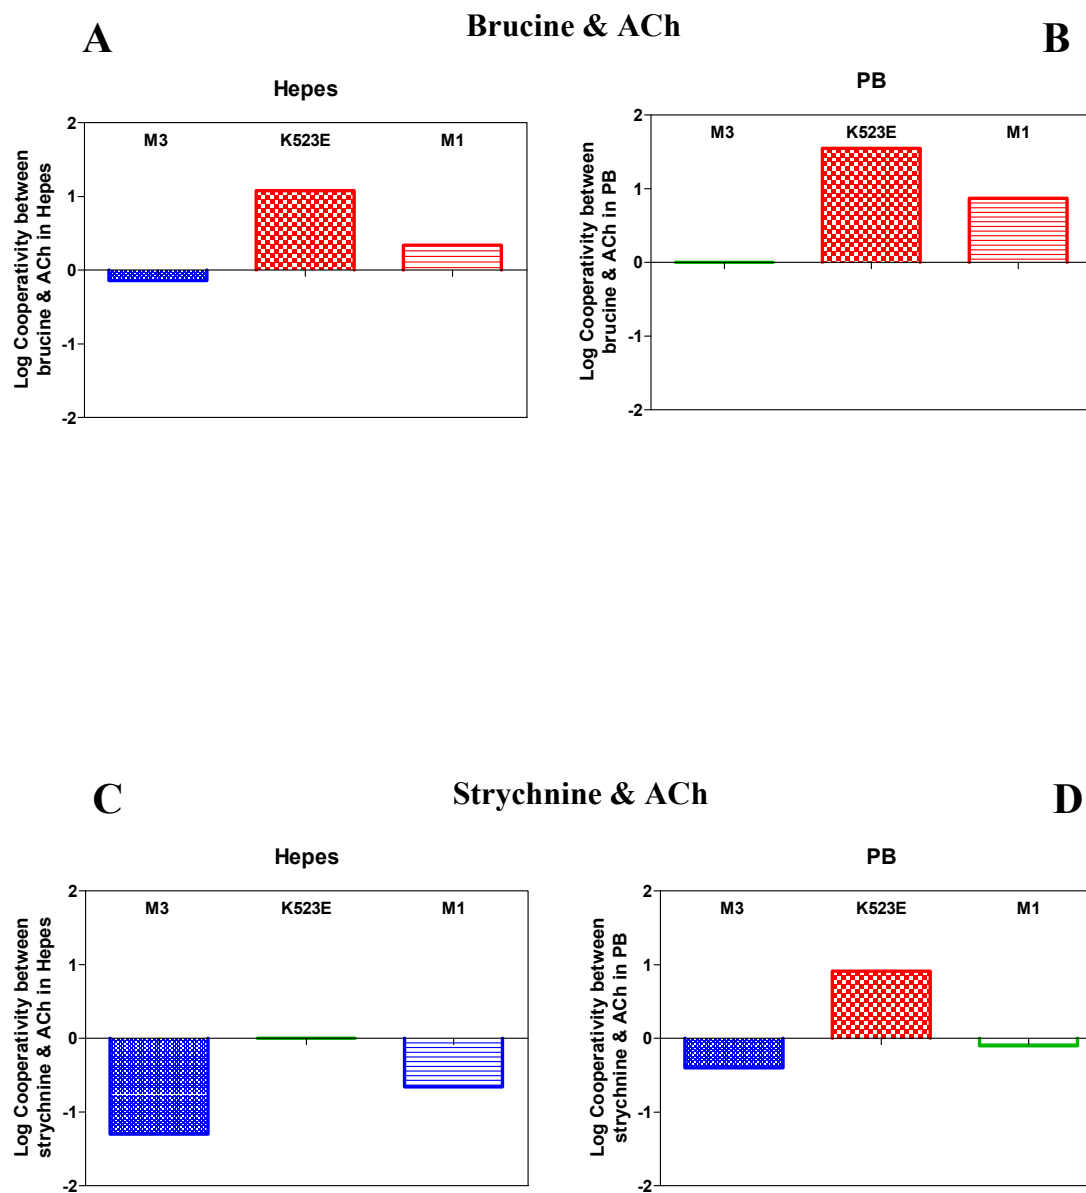 Brucine & ACh
A
B
Hepes
Log Cooperativity between
brucine & ACh in Hepes
2
1
0
-1
-2
M3 K523E M1
PB
Log Cooperativity between
brucine & ACh in PB
2
1
0
-1
-2
M3 K523E M1
Strychnine & ACh
C
D
Hepes
Log Cooperativity between
strychnine & ACh in Hepes
2
1
0
-1
-2
M3 K523E M1
PB
Log Cooperativity between
strychnine & ACh in PB
2
1
0
-1
-2
M3 K523E M1